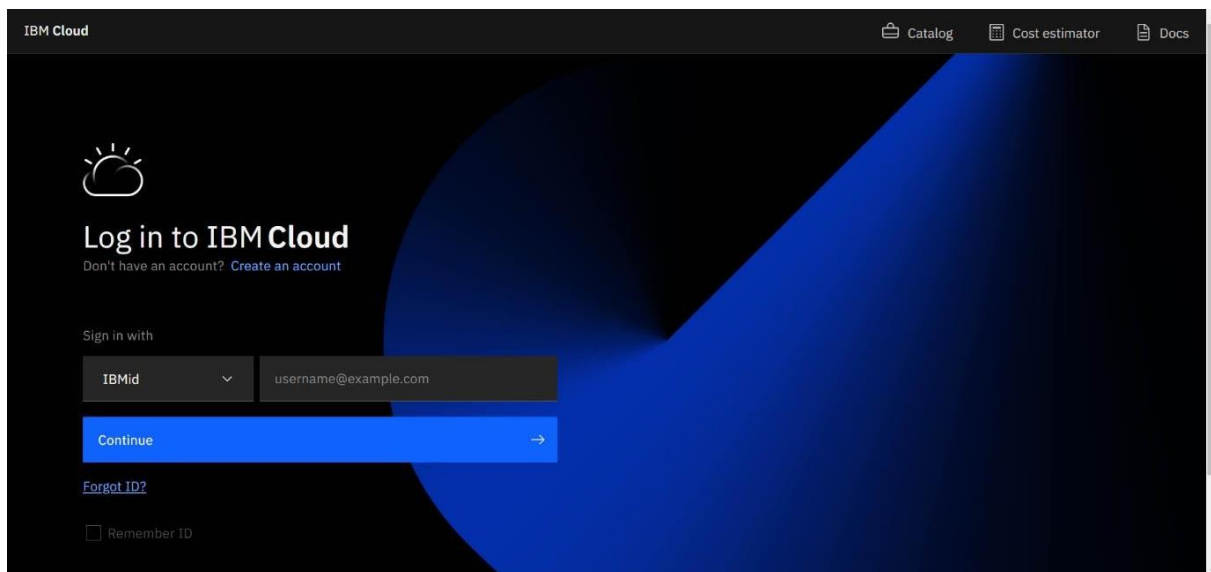 IBM Cloud
Catalog
Cost estimator
Docs
Log in to IBM Cloud
Don't have an account? Create an account
Sign in with
IBMid
username@example.com
Continue
Forgot ID?
Remember ID